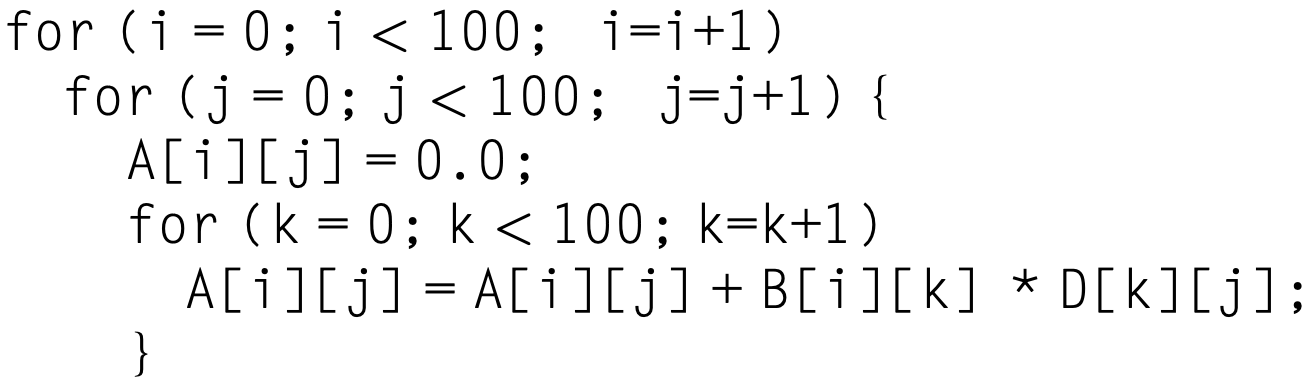 for (i = 0; i < 100; i=i+1)
for (j = 0; j < 100; j=j+1) {
A[i][j] = 0.0;
for (k = 0; k < 100; k=k+1)
A[i][j] = A[i][j] + B[i][k] * D[k][j];
}